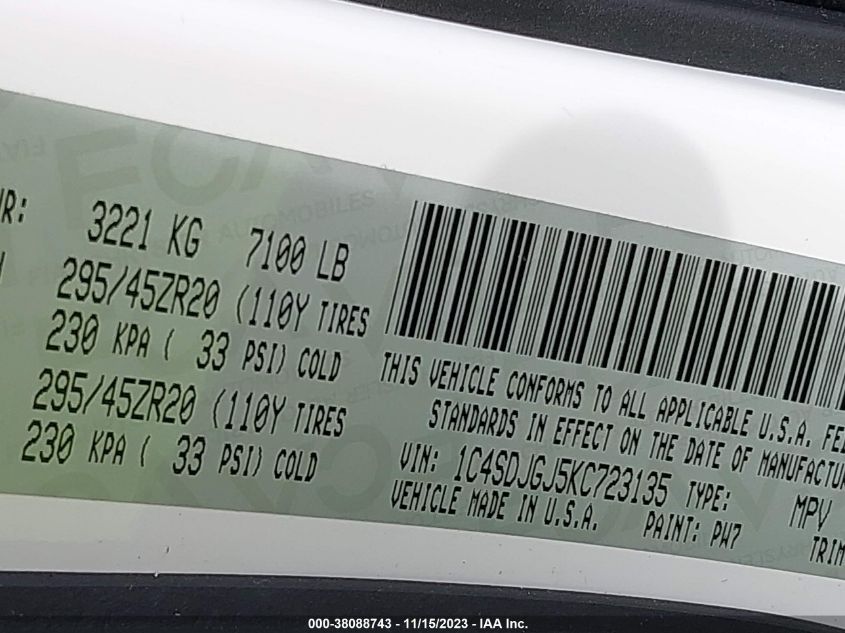 3221 KG 7100 LB
295/45ZR20 (110Y TIRES
230 KPA ( 33 PSI) COLD
295/45ZR20 (110Y TIRES
230 KPA ( 33 PSI) COLD
THIS VEHICLE CONFORMS TO ALL APPLICABLE U.S.A. FE
STANDARDS IN EFFECT ON THE DATE OF MANUFACTU
VIN: 1C4SDJGJ5KC723135 TYPE: MPV
VEHICLE MADE IN U.S.A. PAINT: PW7 TRIM
FCA
AUTOMOBILES
000-38088743 - 11/15/2023 - IAA Inc.